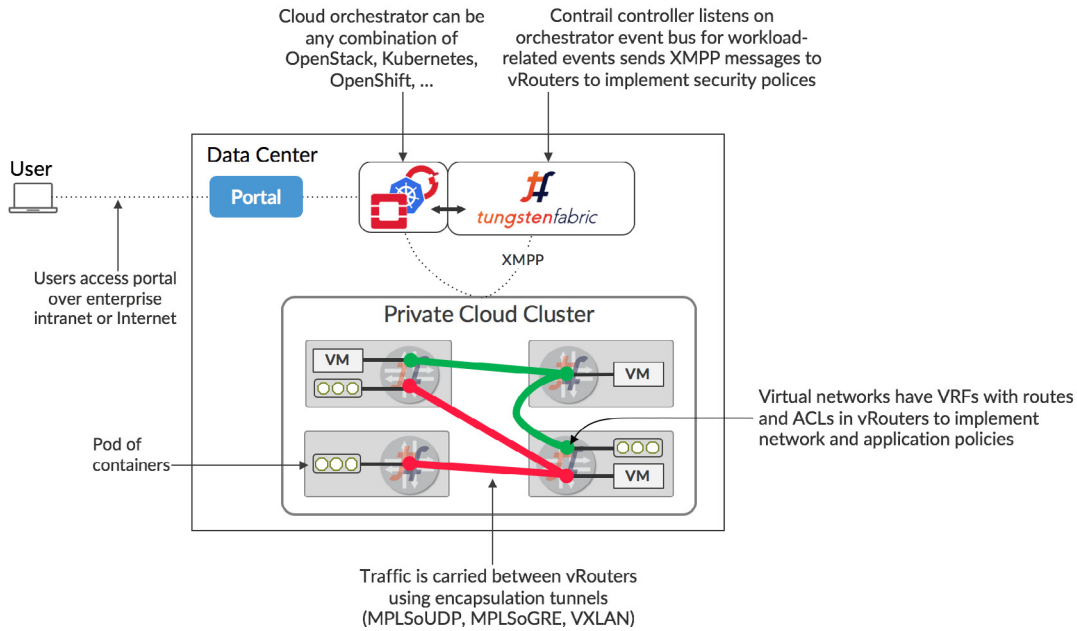 Cloud orchestrator can be
any combination of
OpenStack, Kubernetes,
OpenShift, ...
Contrail controller listens on
orchestrator event bus for workload-
related events sends XMPP messages to
vRouters to implement security polices
User
Data Center
Portal
tungstenfabric
XMPP
Users access portal
over enterprise
intranet or Internet
Private Cloud Cluster
VM
VM
Virtual networks have VRFs with routes
and ACLs in vRouters to implement
network and application policies
Pod of
containers
VM
Traffic is carried between vRouters
using encapsulation tunnels
(MPLSoUDP, MPLSoGRE, VXLAN)